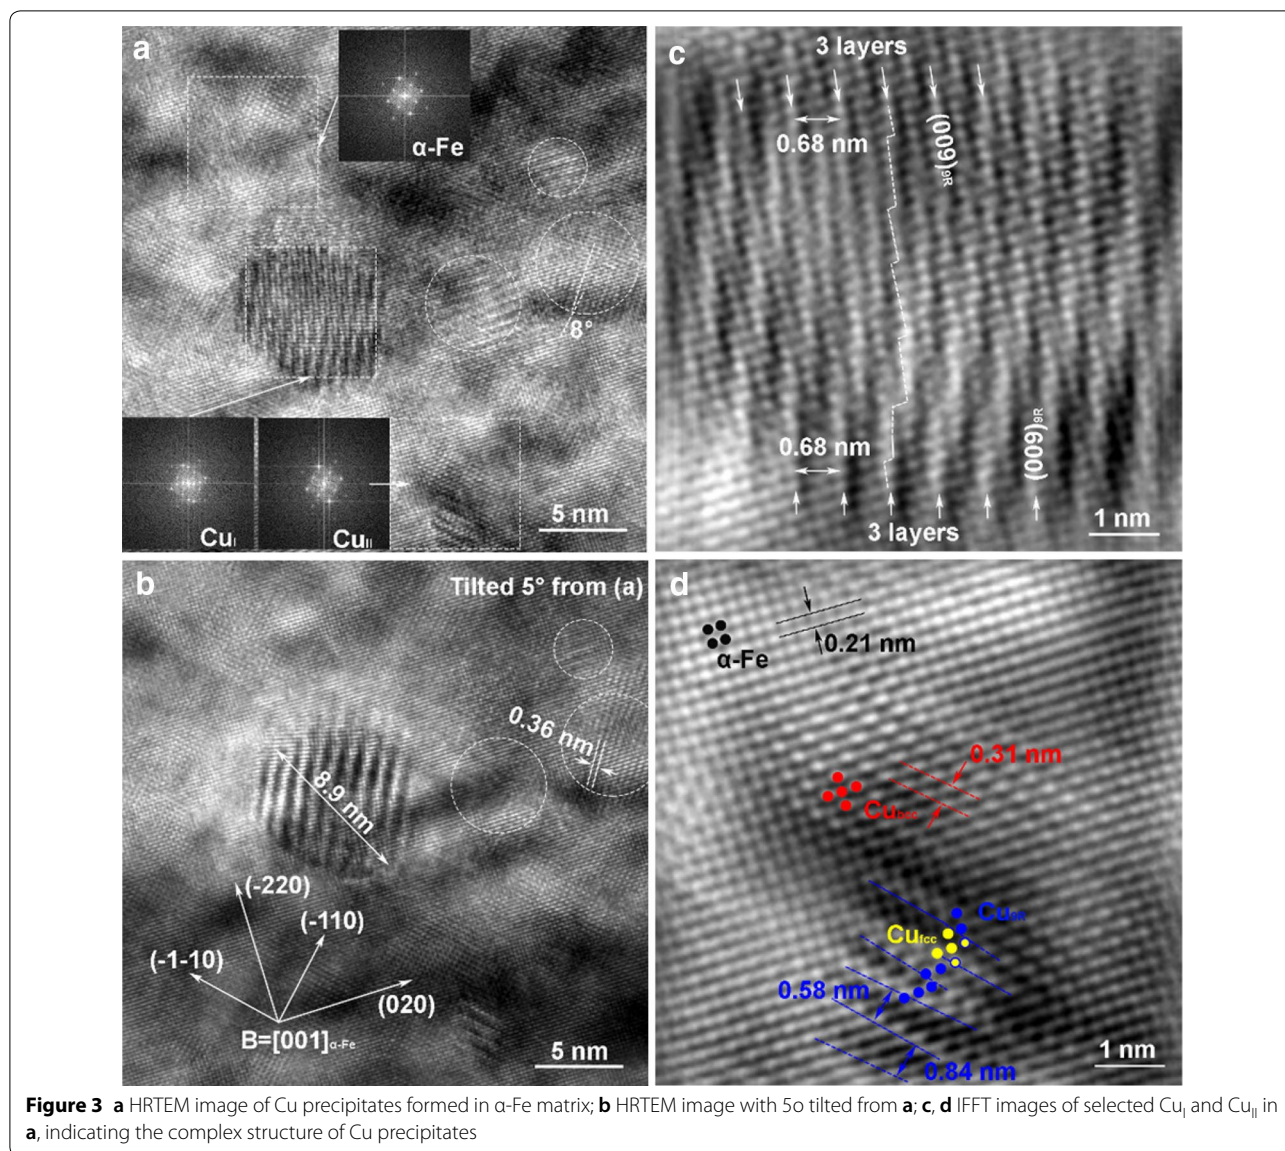 a
α-Fe
8°
Cu_I
Cu_II
5 nm
b
Tilted 5° from (a)
0.36 nm
8.9 nm
(-220)
(-110)
(-1-10)
(020)
B=[001]α-Fe
5 nm
c
3 layers
0.68 nm
(009)9R
0.68 nm
(009)9R
3 layers
1 nm
d
α-Fe
0.21 nm
0.31 nm
Cu_bcc
Cu_9R
Cu_fcc
0.58 nm
0.84 nm
1 nm
Figure 3 a HRTEM image of Cu precipitates formed in α-Fe matrix; b HRTEM image with 5o tilted from a; c, d IFFT images of selected Cu_I and Cu_II in
a, indicating the complex structure of Cu precipitates